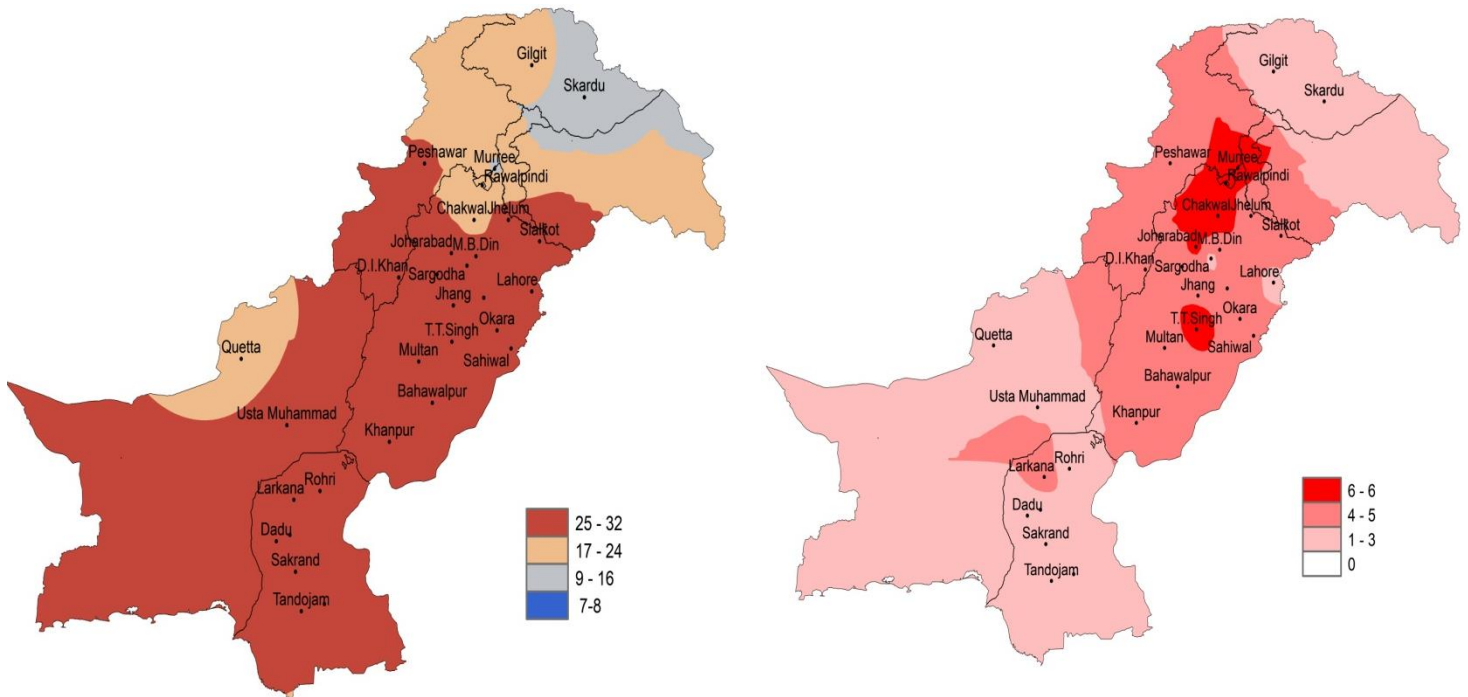 Gilgit
Skardu
Murree
Peshawar
Rawalpindi
Chakwal Jhelum
Sialkot
Joharabad M.B.Din
D.I.Khan
Sargodha
Lahore
Jhang
Okara
T.T.Singh
Quetta
Multan
Sahiwal
Bahawalpur
Usta Muhammad
Khanpur
Rohri
Larkana
Dadu
Sakrand
Tandojam
25 - 32
17 - 24
9 - 16
7-8
Gilgit
Skardu
Murree
Peshawar
Rawalpindi
Chakwal Jhelum
Sialkot
Joharabad M.B.Din
D.I.Khan
Sargodha
Lahore
Jhang
T.T.Singh
Okara
Quetta
Multan
Sahiwal
Bahawalpur
Usta Muhammad
Khanpur
Rohri
Larkana
Dadu
Sakrand
Tandojam
6 - 6
4 - 5
1 - 3
0